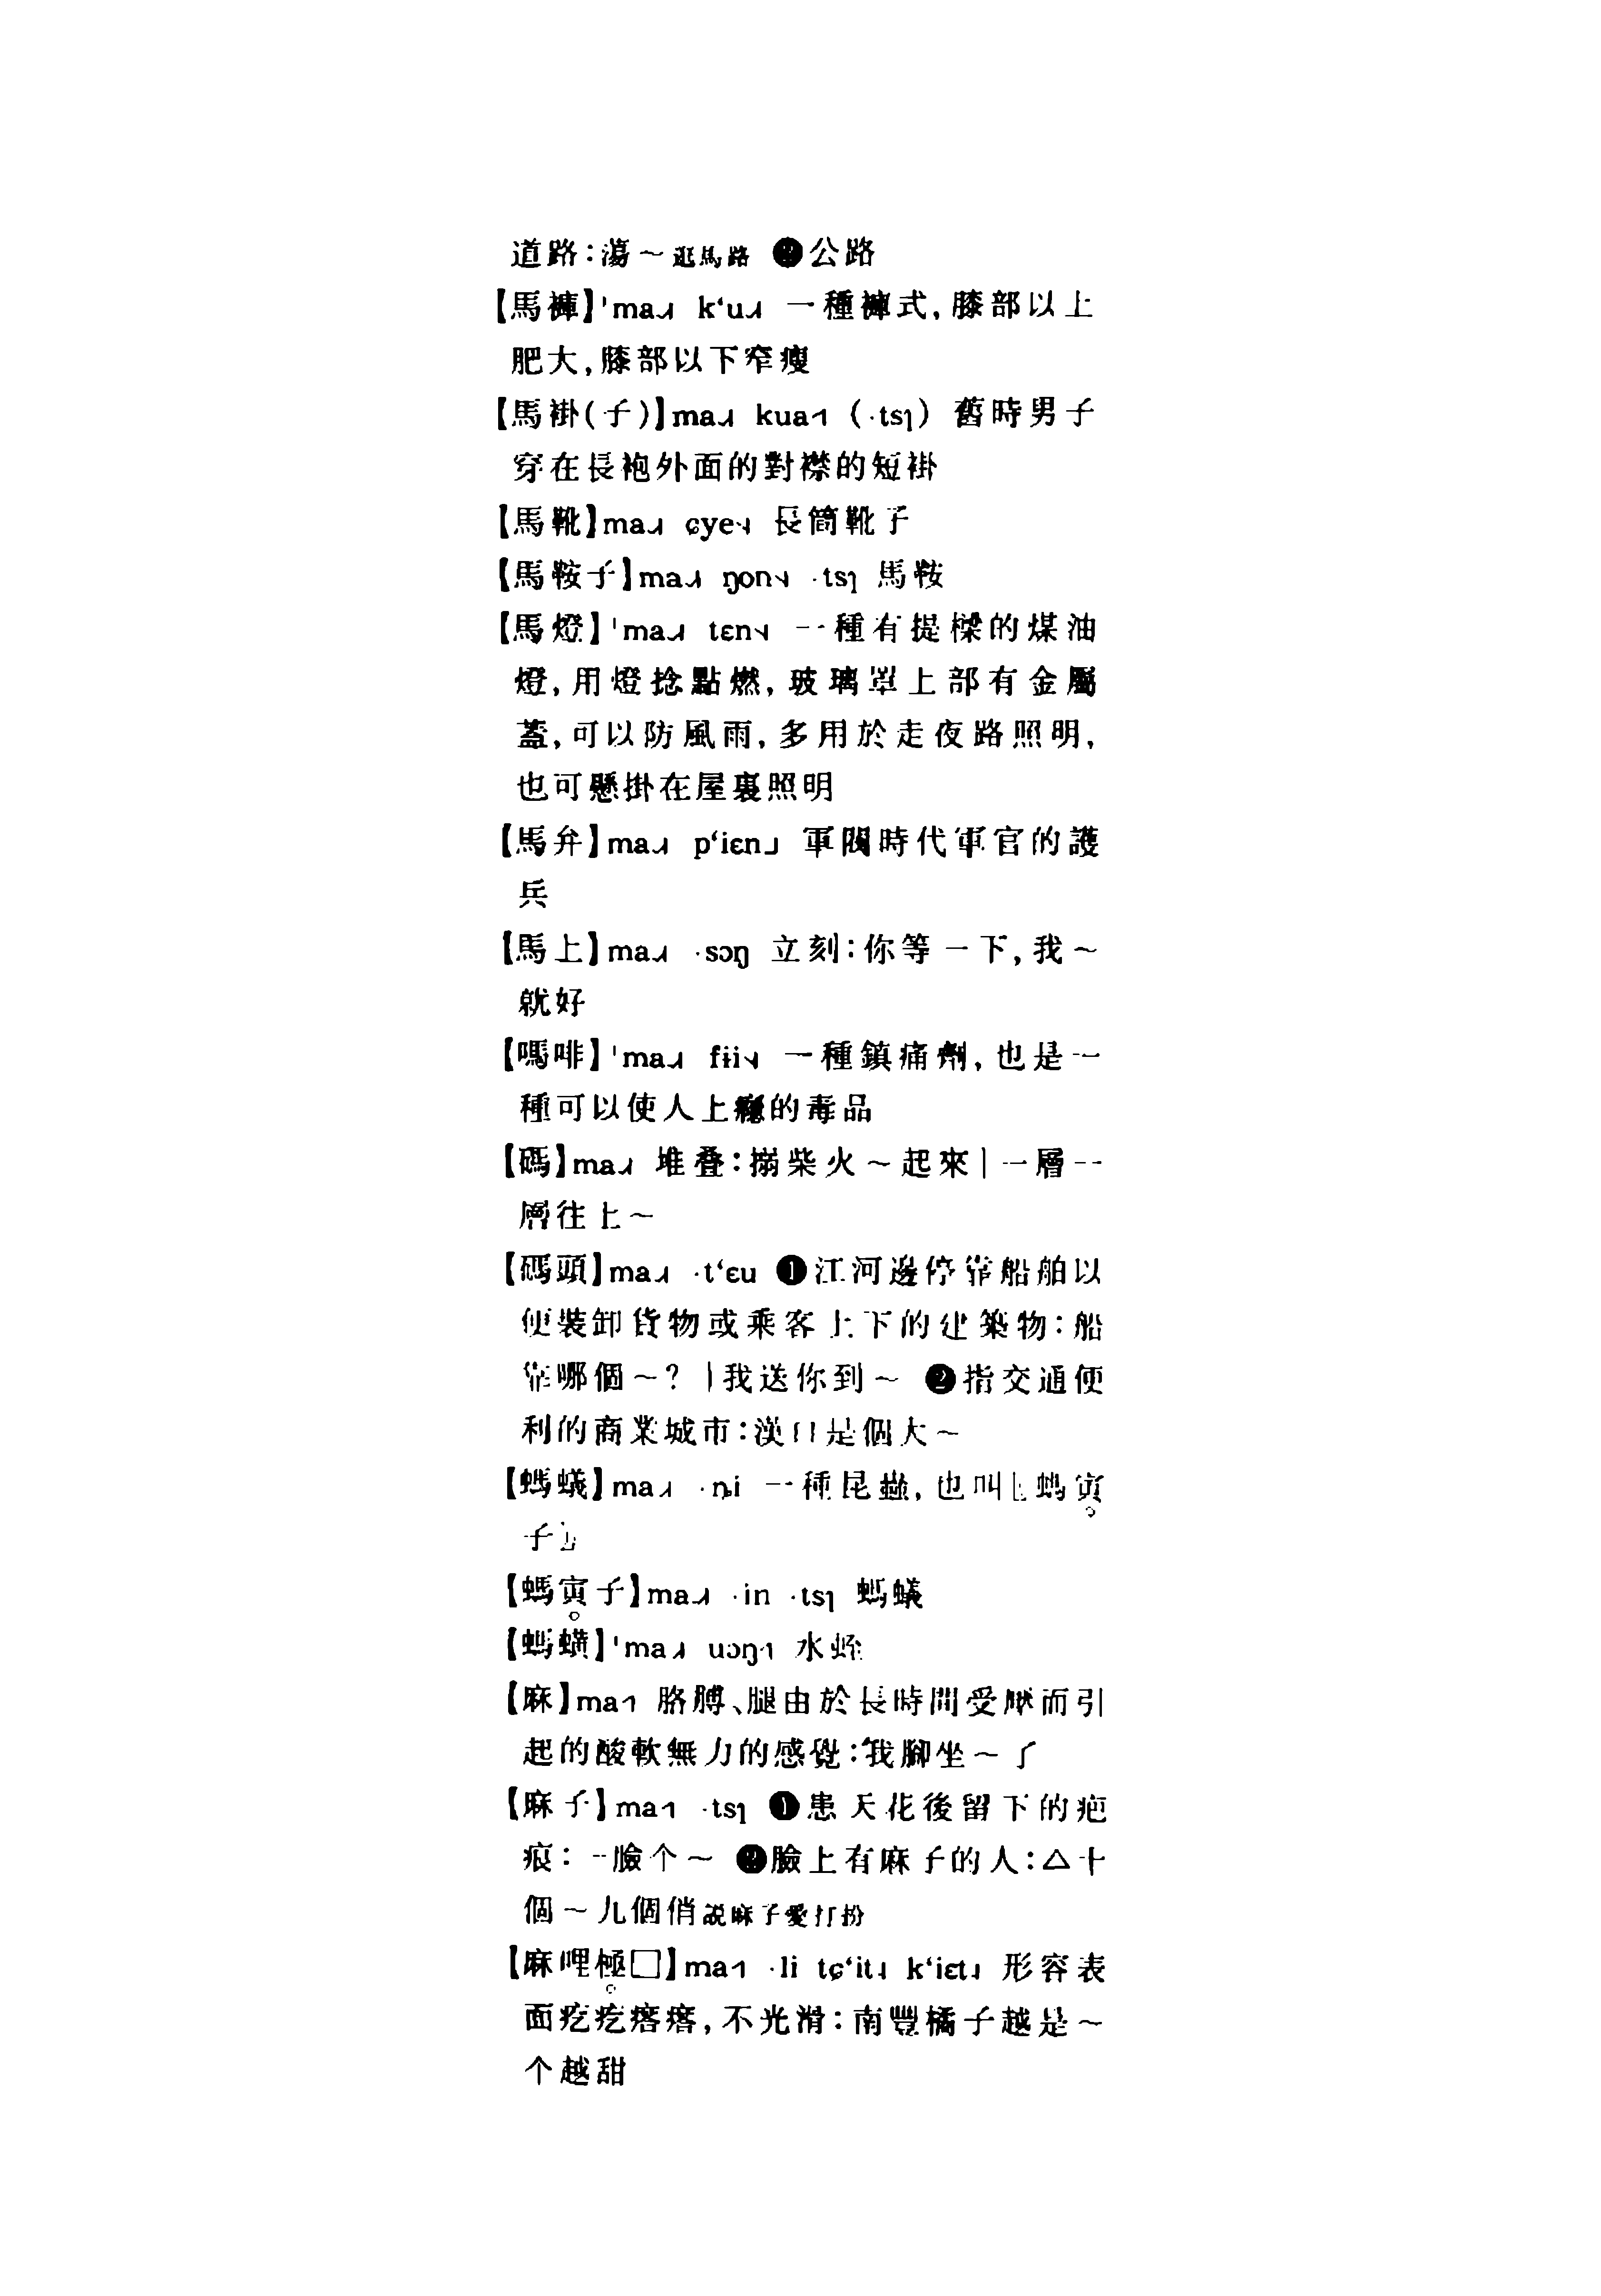 道路：蕩～逛馬路 ❷公路
【馬褲】ˈma˩˧ k‘u˩˧ 一種褲式，膝部以上
肥大，膝部以下窄瘦
【馬褂(子)】ma˩˧ kua˦˥ (·tsɿ) 舊時男子
穿在長袍外面的對襟的短褂
【馬靴】ma˩˧ ɕye˧˨ 長筒靴子
【馬鞍子】ma˩˧ ŋon˧˨ ·tsɿ 馬鞍
【馬燈】ˈma˩˧ tɛn˧˨ 一種有提樑的煤油
燈，用燈捻點燃，玻璃罩上部有金屬
蓋，可以防風雨，多用於走夜路照明，
也可懸掛在屋裏照明
【馬弁】ma˩˧ p‘iɛn˩ 軍閥時代軍官的護
兵
【馬上】ma˩˧ ·sɔŋ 立刻：你等一下，我～
就好
【嗎啡】ˈma˩˧ fɨi˧˨ 一種鎮痛劑，也是一
種可以使人上癮的毒品
【碼】ma˩˧ 堆叠：搦柴火～起來｜一層一
層往上～
【碼頭】ma˩˧ ·t‘ɛu ❶江河邊停靠船舶以
便裝卸貨物或乘客上下的建築物：船
靠哪個～？｜我送你到～ ❷指交通便
利的商業城市：漢口是個大～
【螞蟻】ma˩˧ ·ȵi 一種昆蟲，也叫［螞寅
子］
【螞寅子】ma˩˧ ·in ·tsɿ 螞蟻
【螞蟥】ˈma˩˧ uɔŋ˦˥ 水蛭
【麻】ma˦˥ 胳膊、腿由於長時間受壓而引
起的酸軟無力的感覺：我腳坐～了
【麻子】ma˦˥ ·tsɿ ❶患天花後留下的疤
痕：一臉个～ ❷臉上有麻子的人：△十
個～九個俏說麻子愛打扮
【麻哩極□】ma˦˥ ·li tɕ‘it˨ k‘iɛt˨ 形容表
面疙疙瘩瘩，不光滑：南豐橘子越是～
个越甜